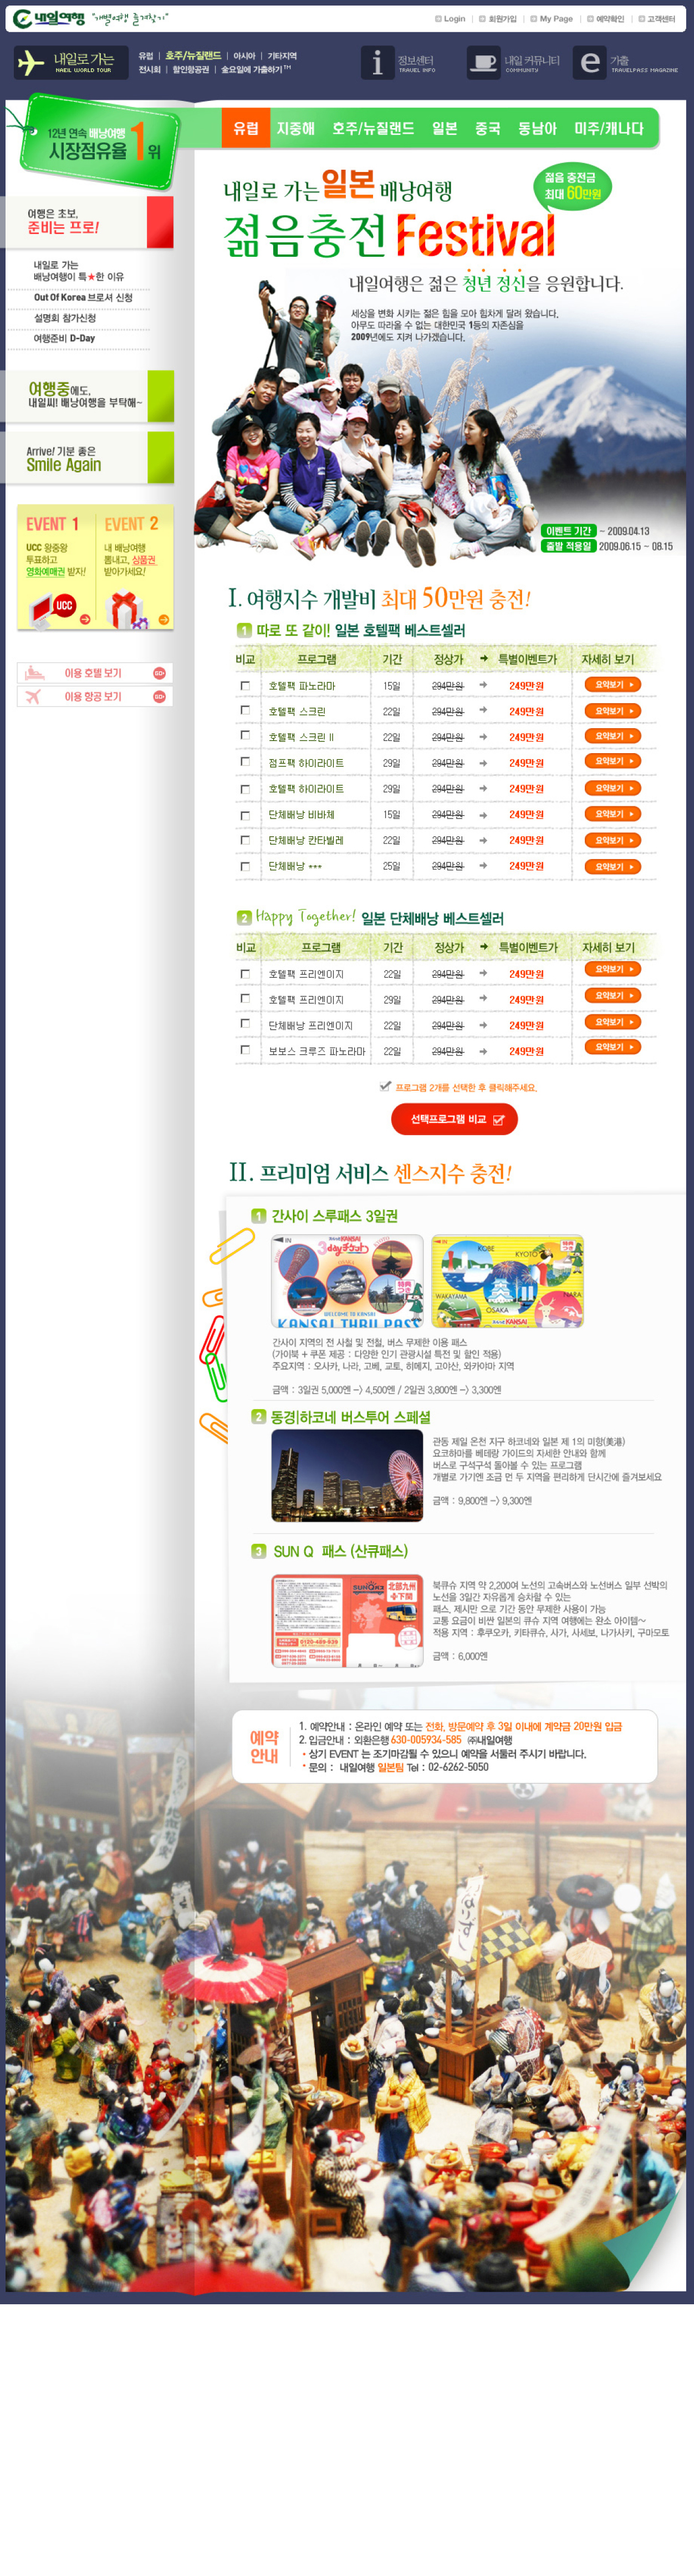 내일여행 "개별여행 즐겨찾기"
Login 회원가입 My Page 예약확인 고객센터
내일로 가는
NAEIL WORLD TOUR
유럽 | 호주/뉴질랜드 | 아시아 | 기타지역
전시회 | 할인항공권 | 금요일에 가출하기™
정보센터
TRAVEL INFO
내일 커뮤니티
COMMUNITY
가출
TRAVELPASS MAGAZINE
12년 연속 배낭여행
시장점유율 1위
유럽 지중해 호주/뉴질랜드 일본 중국 동남아 미주/캐나다
여행은 초보,
준비는 프로!
내일로 가는
배낭여행이 특★한 이유
Out Of Korea 브로셔 신청
설명회 참가신청
여행준비 D-Day
여행중에도,
내일씨! 배낭여행을 부탁해~
Arrive! 기분 좋은
Smile Again
EVENT 1
UCC 왕중왕
투표하고
영화예매권 받자!
UCC
EVENT 2
내 배낭여행
뽐내고, 상품권
받아가세요!
이용 호텔 보기 GO
이용 항공 보기 GO
내일로 가는 일본 배낭여행
젊음 충전금
최대 60만원
젊음충전 Festival
내일여행은 젊은 청년 정신을 응원합니다.
세상을 변화 시키는 젊은 힘을 모아 힘차게 달려 왔습니다.
아무도 따라올 수 없는 대한민국 1등의 자존심을
2009년에도 지켜 나가겠습니다.
이벤트 기간 ~ 2009.04.13
출발 적용일 2009.06.15 ~ 08.15
I. 여행지수 개발비 최대 50만원 충전!
1 따로 또 같이! 일본 호텔팩 베스트셀러
비교 프로그램 기간 정상가 → 특별이벤트가 자세히 보기
호텔팩 파노라마 15일 294만원 → 249만원 요약보기
호텔팩 스크린 22일 294만원 → 249만원 요약보기
호텔팩 스크린 II 22일 294만원 → 249만원 요약보기
점프팩 하이라이트 29일 294만원 → 249만원 요약보기
호텔팩 하이라이트 29일 294만원 → 249만원 요약보기
단체배낭 비바체 15일 294만원 → 249만원 요약보기
단체배낭 칸타빌레 22일 294만원 → 249만원 요약보기
단체배낭 *** 25일 294만원 → 249만원 요약보기
2 Happy Together! 일본 단체배낭 베스트셀러
비교 프로그램 기간 정상가 → 특별이벤트가 자세히 보기
호텔팩 프리엔이지 22일 294만원 → 249만원 요약보기
호텔팩 프리엔이지 29일 294만원 → 249만원 요약보기
단체배낭 프리엔이지 22일 294만원 → 249만원 요약보기
보보스 크루즈 파노라마 22일 294만원 → 249만원 요약보기
프로그램 2개를 선택한 후 클릭해주세요.
선택프로그램 비교
II. 프리미엄 서비스 센스지수 충전!
1 간사이 스루패스 3일권
IN KANSAI 3day チケット
WELCOME TO KANSAI
KANSAI THRU PASS
IN KOBE KYOTO
WAKAYAMA OSAKA NARA
KANSAI
간사이 지역의 전 사철 및 전철, 버스 무제한 이용 패스
(가이북 + 쿠폰 제공 : 다양한 인기 관광시설 특전 및 할인 적용)
주요지역 : 오사카, 나라, 고베, 교토, 히메지, 고야산, 와카야마 지역
금액 : 3일권 5,000엔 -> 4,500엔 / 2일권 3,800엔 -> 3,300엔
2 동경|하코네 버스투어 스페셜
관동 제일 온천 지구 하코네와 일본 제 1의 미항(美港)
요코하마를 베테랑 가이드의 자세한 안내와 함께
버스로 구석구석 돌아볼 수 있는 프로그램
개별로 가기엔 조금 먼 두 지역을 편리하게 단시간에 즐겨보세요
금액 : 9,800엔 -> 9,300엔
3 SUN Q 패스 (산큐패스)
SUNQパス
北部九州
+下関
0120-489-939
북큐슈 지역 약 2,200여 노선의 고속버스와 노선버스 일부 선박의
노선을 3일간 자유롭게 승차할 수 있는
패스, 제시만 으로 기간 동안 무제한 사용이 가능
교통 요금이 비싼 일본의 큐슈 지역 여행에는 완소 아이템~
적용 지역 : 후쿠오카, 키타큐슈, 사가, 사세보, 나가사키, 구마모토
금액 : 6,000엔
예약
안내
1. 예약안내 : 온라인 예약 또는 전화, 방문예약 후 3일 이내에 계약금 20만원 입금
2. 입금안내 : 외환은행 630-005934-585 ㈜내일여행
• 상기 EVENT 는 조기마감될 수 있으니 예약을 서둘러 주시기 바랍니다.
• 문의 : 내일여행 일본팀 Tel : 02-6262-5050